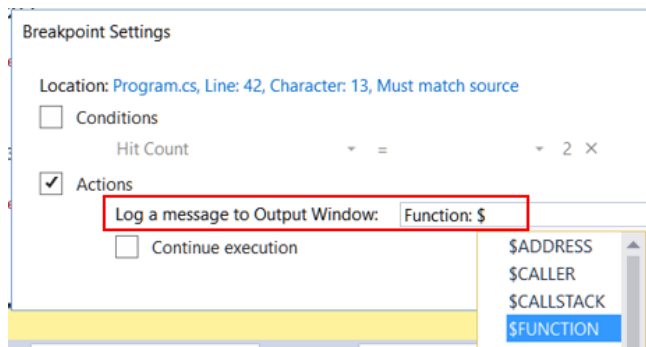 Breakpoint Settings
Location: Program.cs, Line: 42, Character: 13, Must match source
Conditions
Hit Count = 2 ×
Actions
Log a message to Output Window: Function: $
Continue execution
$ADDRESS
$CALLER
$CALLSTACK
$FUNCTION